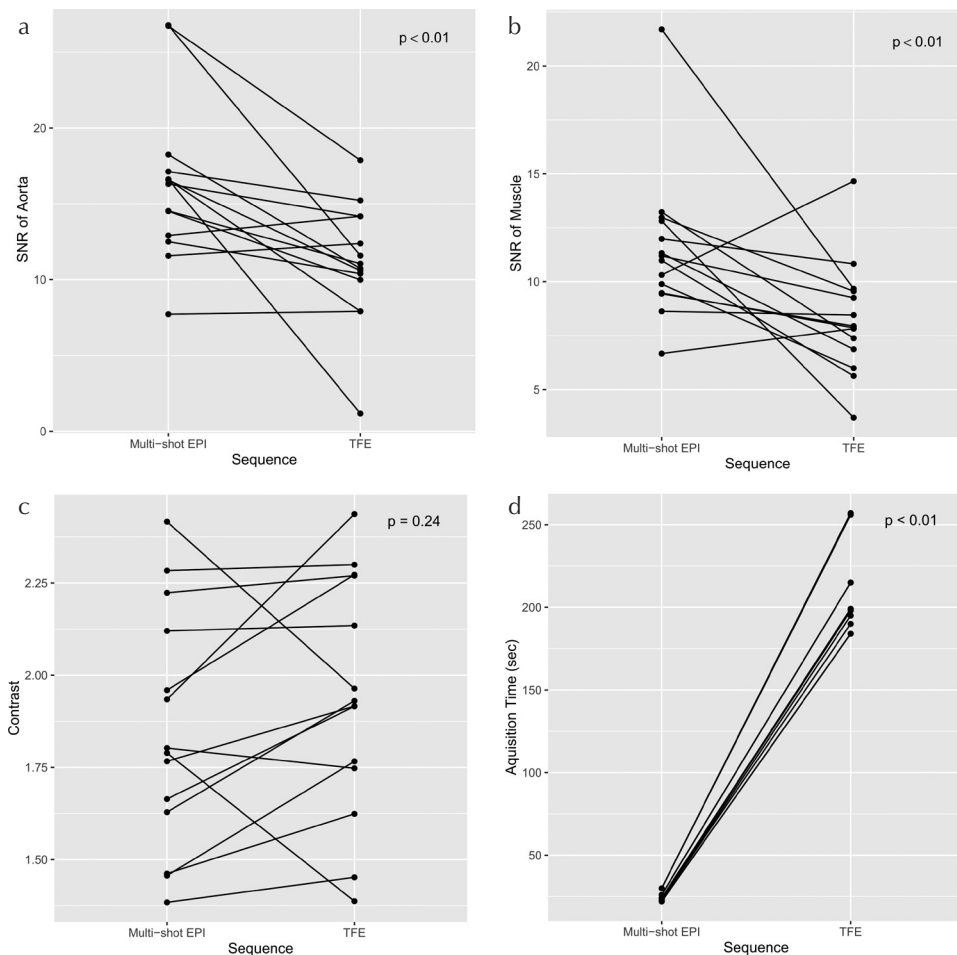 a
p < 0.01
SNR of Aorta
20
10
0
Multi-shot EPI
TFE
Sequence
b
p < 0.01
SNR of Muscle
20
15
10
5
Multi-shot EPI
TFE
Sequence
c
p = 0.24
Contrast
2.25
2.00
1.75
1.50
Multi-shot EPI
TFE
Sequence
d
p < 0.01
Aquisition Time (sec)
250
200
150
100
50
Multi-shot EPI
TFE
Sequence